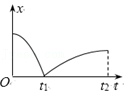 x
O t₁ t₂ t